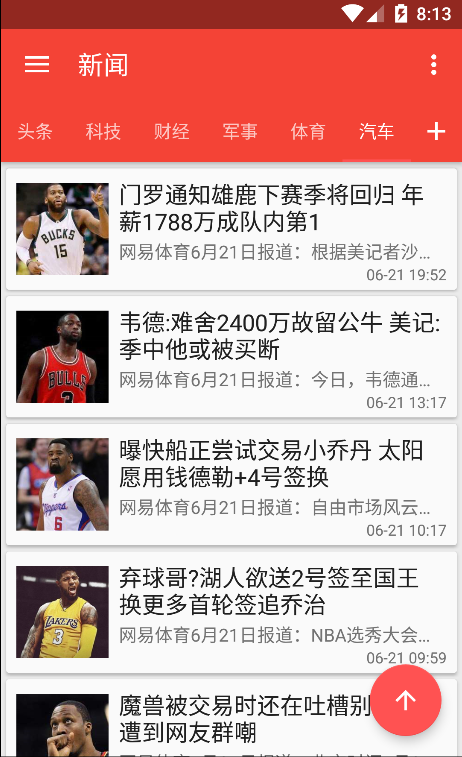 8:13
新闻
头条 科技 财经 军事 体育 汽车
门罗通知雄鹿下赛季将回归 年
薪1788万成队内第1
网易体育6月21日报道：根据美记者沙...
06-21 19:52
BUCKS
15
韦德:难舍2400万故留公牛 美记:
季中他或被买断
网易体育6月21日报道：今日，韦德通...
06-21 13:17
BULLS
3
曝快船正尝试交易小乔丹 太阳
愿用钱德勒+4号签换
网易体育6月21日报道：自由市场风云...
06-21 10:17
Clippers
6
弃球哥?湖人欲送2号签至国王
换更多首轮签追乔治
网易体育6月21日报道：NBA选秀大会...
06-21 09:59
LAKERS
3
魔兽被交易时还在吐槽别
遭到网友群嘲